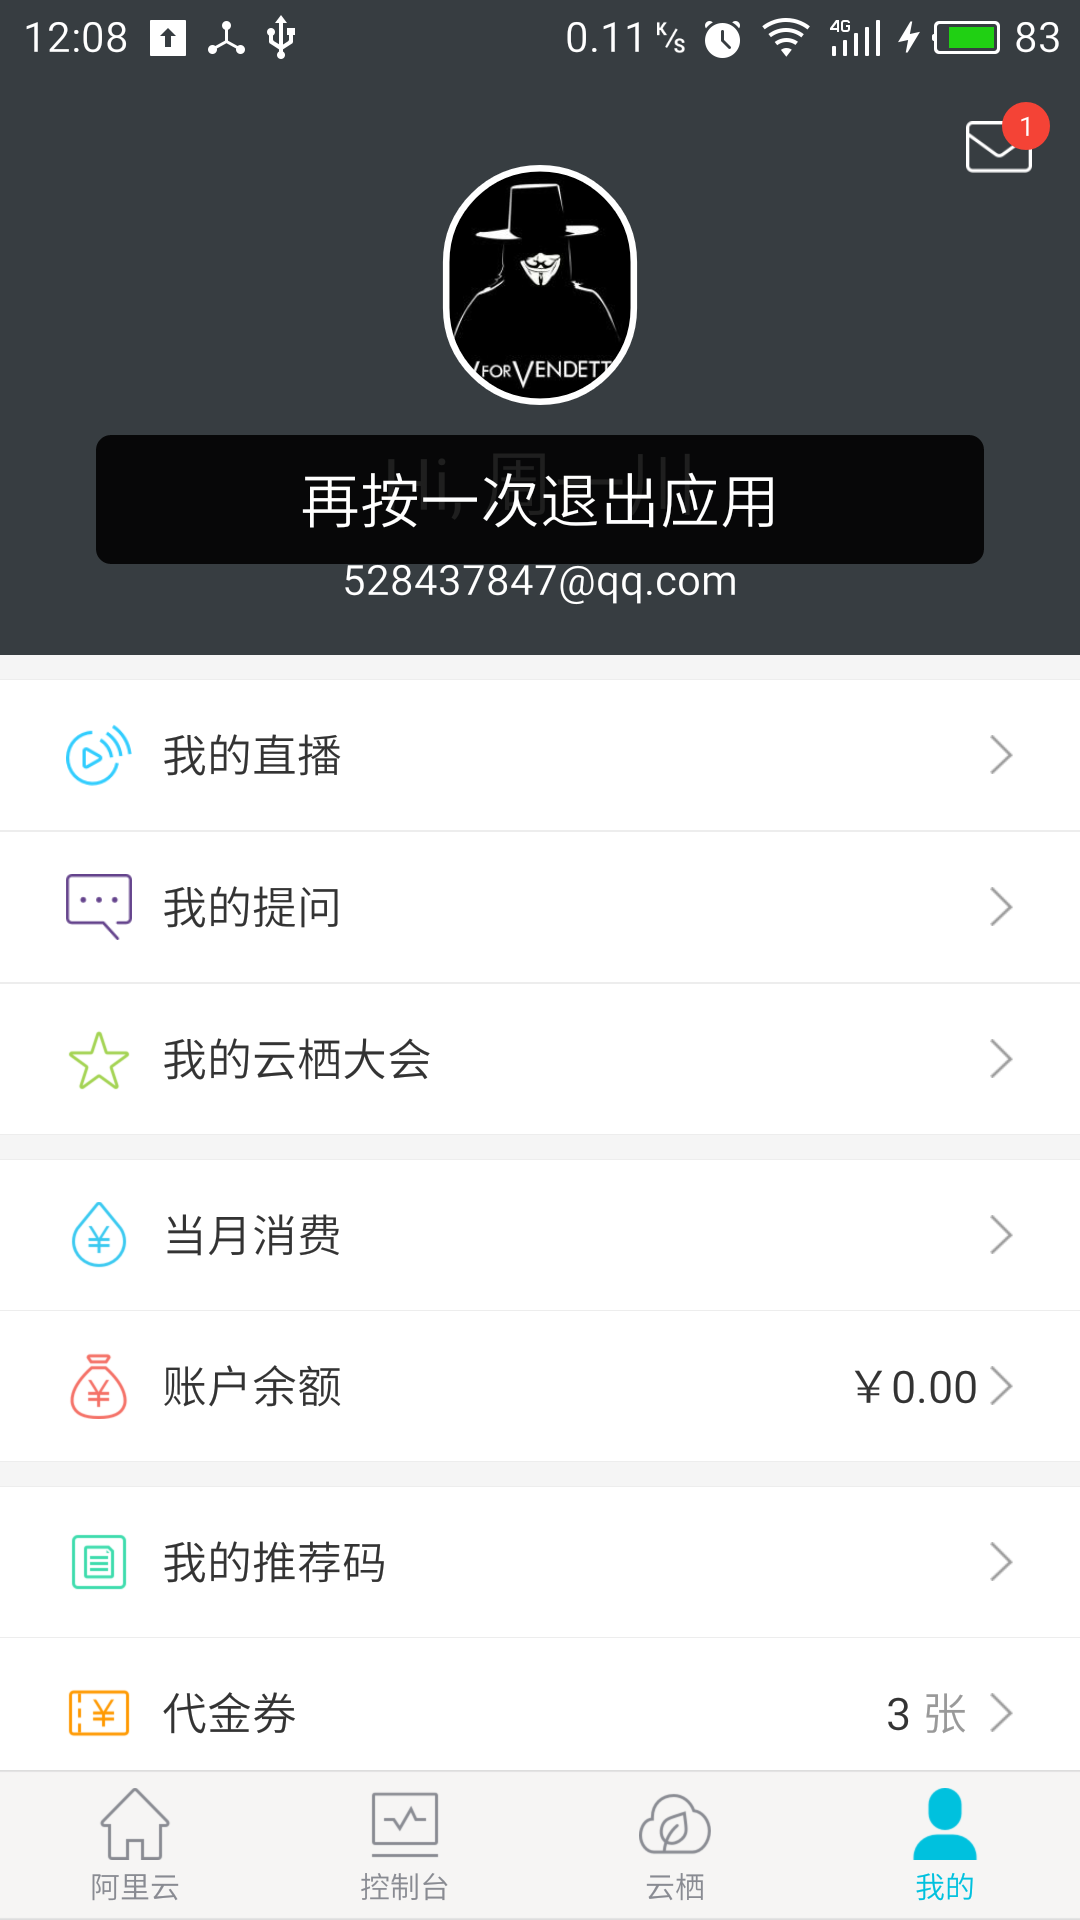 12:08 0.11 K/s 4G 83
1
V FOR VENDETT
再按一次退出应用
528437847@qq.com
我的直播
我的提问
我的云栖大会
当月消费
账户余额 ￥0.00
我的推荐码
代金券 3 张
阿里云 控制台 云栖 我的